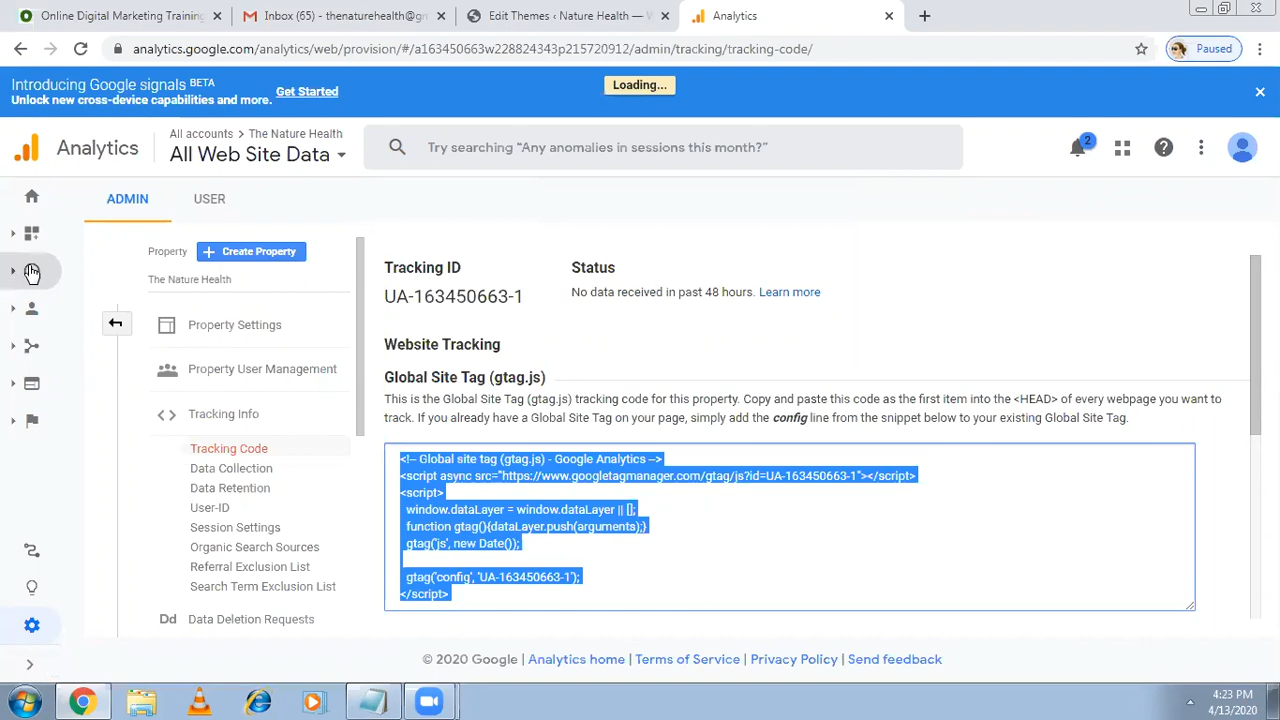 Online Digital Marketing Training
Inbox (65) - thenaturehealth@g
Edit Themes ‹ Nature Health — W
Analytics
analytics.google.com/analytics/web/provision/#/a163450663w228824343p215720912/admin/tracking/tracking-code/
Paused
Introducing Google signals BETA
Unlock new cross-device capabilities and more. Get Started
Loading...
Analytics
All accounts > The Nature Health
All Web Site Data
Try searching "Any anomalies in sessions this month?"
2
ADMIN
USER
Property
+ Create Property
The Nature Health
Property Settings
Property User Management
Tracking Info
Tracking Code
Data Collection
Data Retention
User-ID
Session Settings
Organic Search Sources
Referral Exclusion List
Search Term Exclusion List
Dd Data Deletion Requests
Tracking ID
UA-163450663-1
Status
No data received in past 48 hours. Learn more
Website Tracking
Global Site Tag (gtag.js)
This is the Global Site Tag (gtag.js) tracking code for this property. Copy and paste this code as the first item into the <HEAD> of every webpage you want to
track. If you already have a Global Site Tag on your page, simply add the config line from the snippet below to your existing Global Site Tag.
<!-- Global site tag (gtag.js) - Google Analytics -->
<script async src="https://www.googletagmanager.com/gtag/js?id=UA-163450663-1"></script>
<script>
window.dataLayer = window.dataLayer || [];
function gtag(){dataLayer.push(arguments);}
gtag('js', new Date());
gtag('config', 'UA-163450663-1');
</script>
© 2020 Google | Analytics home | Terms of Service | Privacy Policy | Send feedback
4:23 PM
4/13/2020